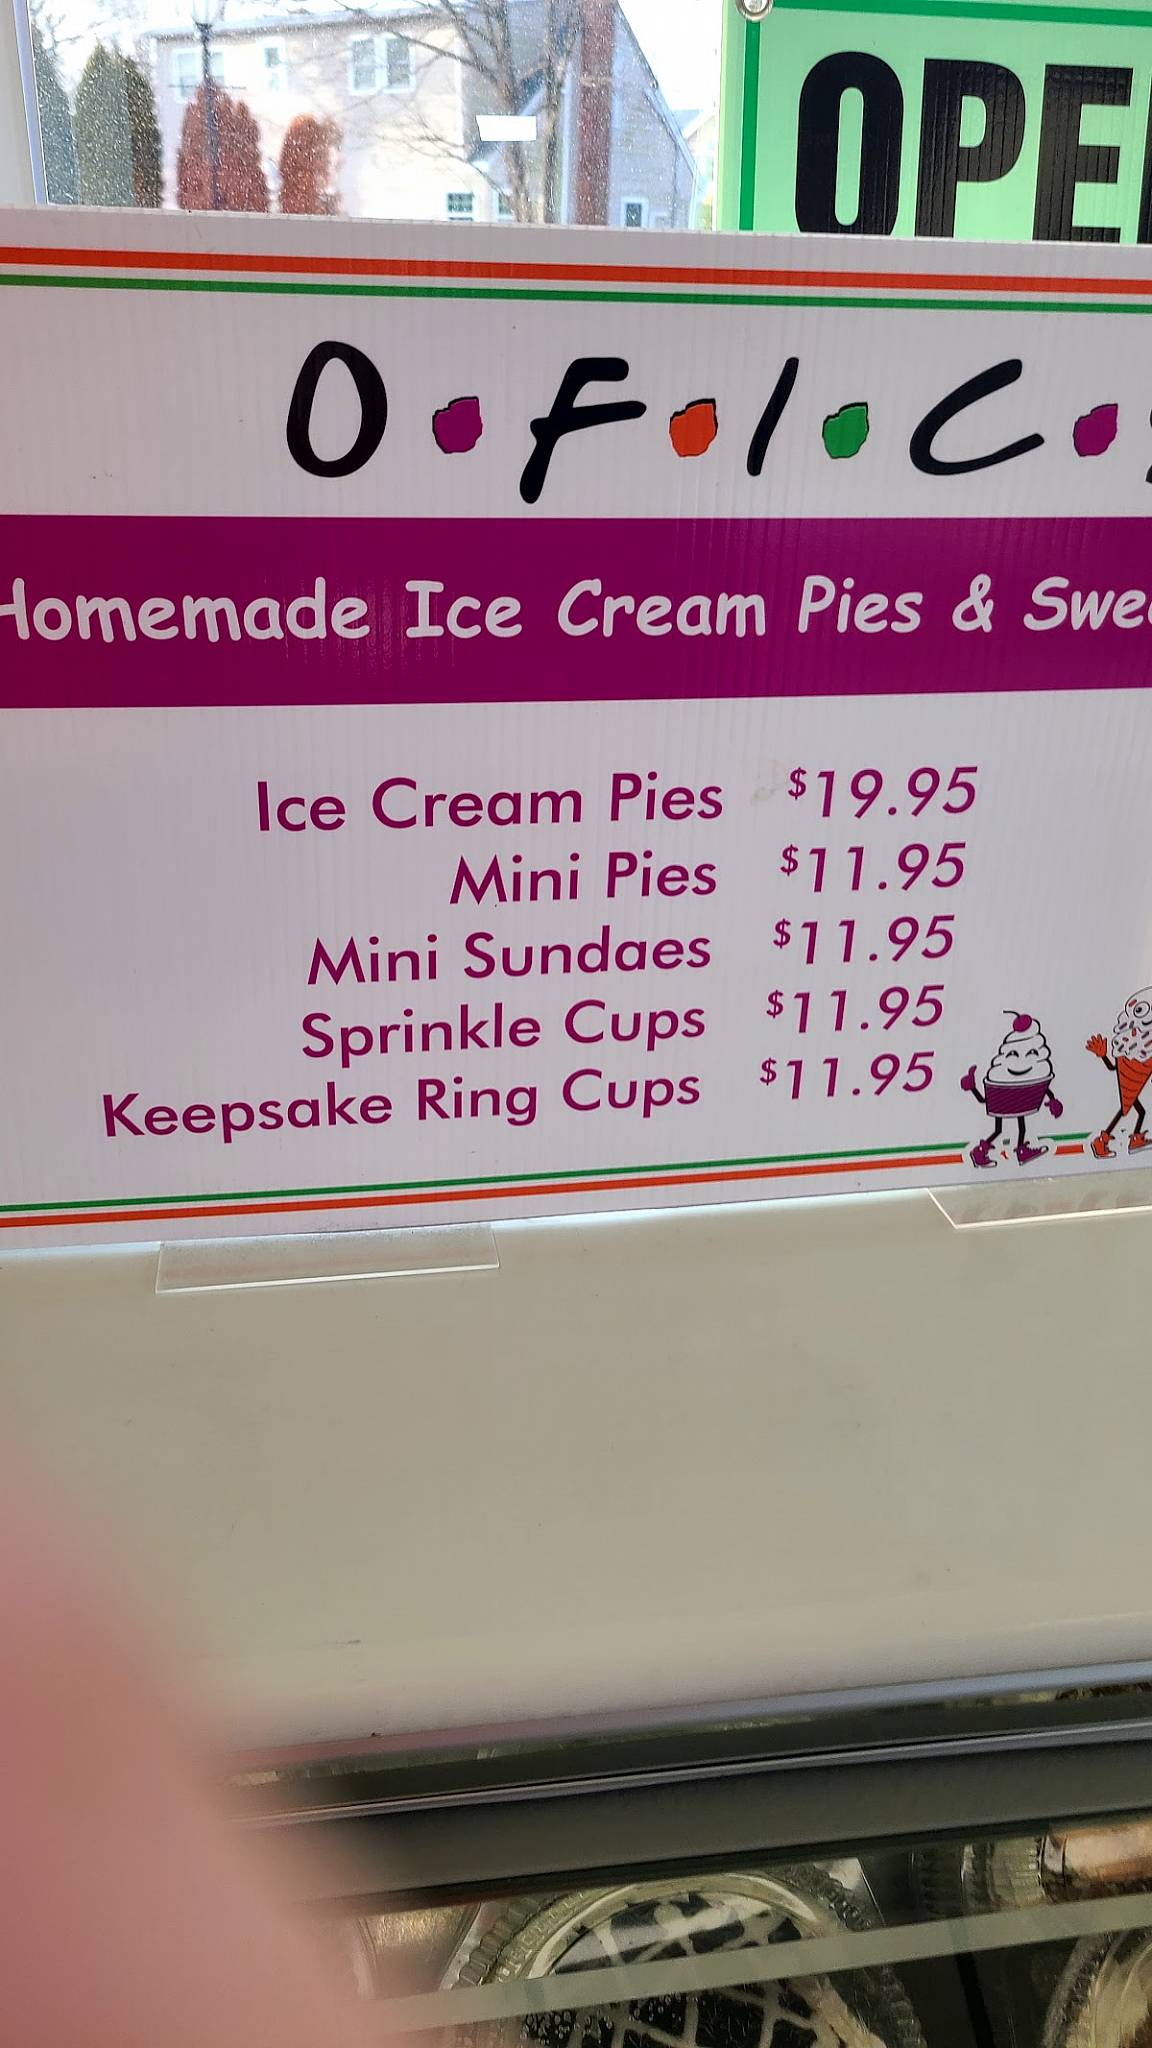 OPE
O•F•I•C•
Homemade Ice Cream Pies &
Ice Cream Pies $19.95
Mini Pies $11.95
Mini Sundaes $11.95
Sprinkle Cups $11.95
Keepsake Ring Cups $11.95